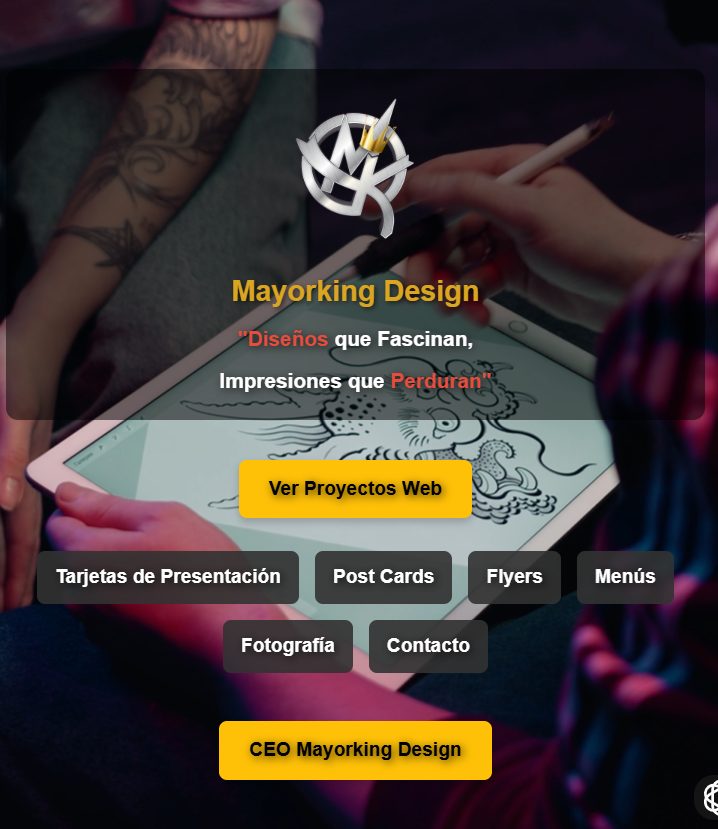 MK
Mayorking Design
"Diseños que Fascinan,
Impresiones que Perduran"
Ver Proyectos Web
Tarjetas de Presentación Post Cards Flyers Menús
Fotografía Contacto
CEO Mayorking Design